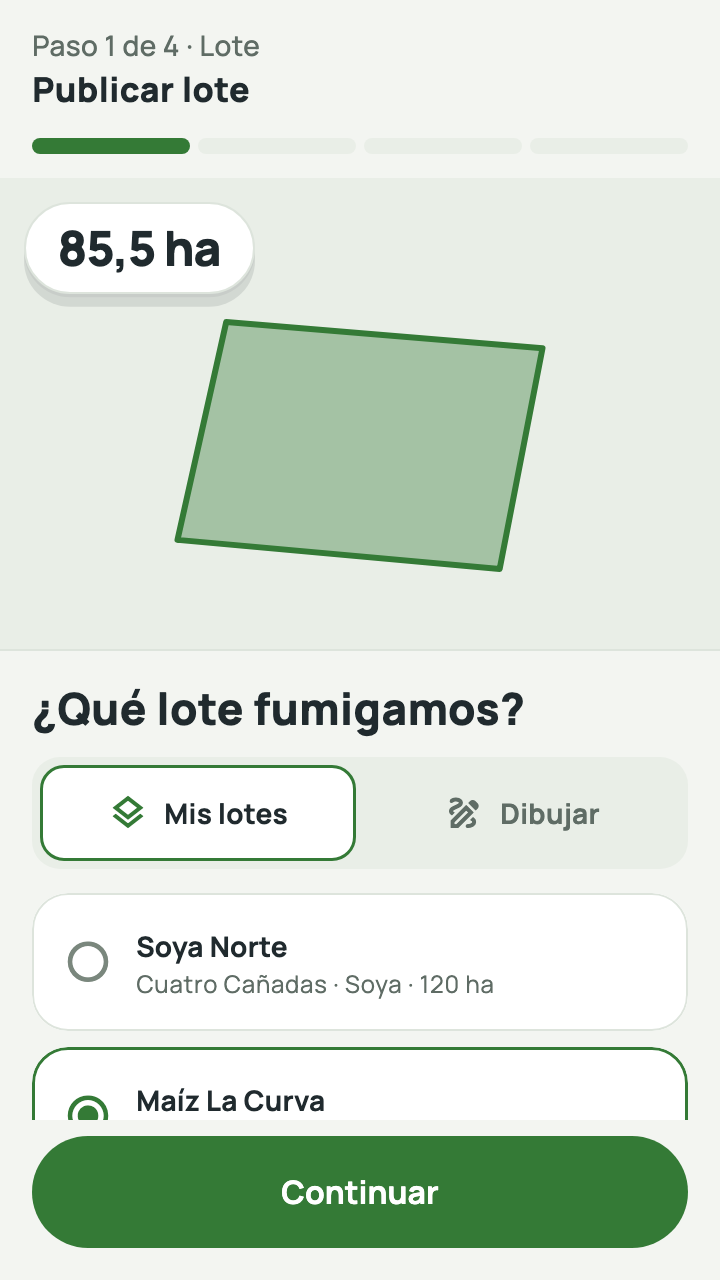 Paso 1 de 4 · Lote
Publicar lote
85,5 ha
¿Qué lote fumigamos?
Mis lotes
Dibujar
Soya Norte
Cuatro Cañadas · Soya · 120 ha
Maíz La Curva
Continuar